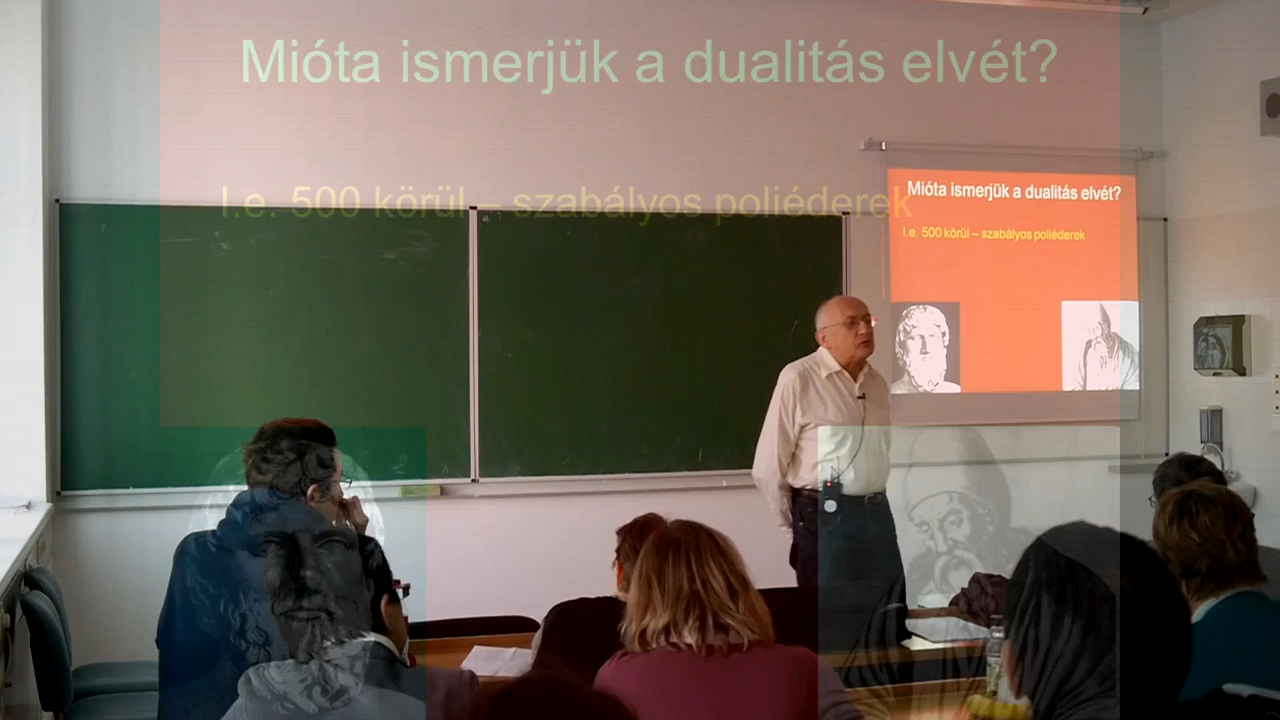 Mióta ismerjük a dualitás elvét?
I.e. 500 körül – szabályos poliéderek
Mióta ismerjük a dualitás elvét?
I.e. 500 körül – szabályos poliéderek